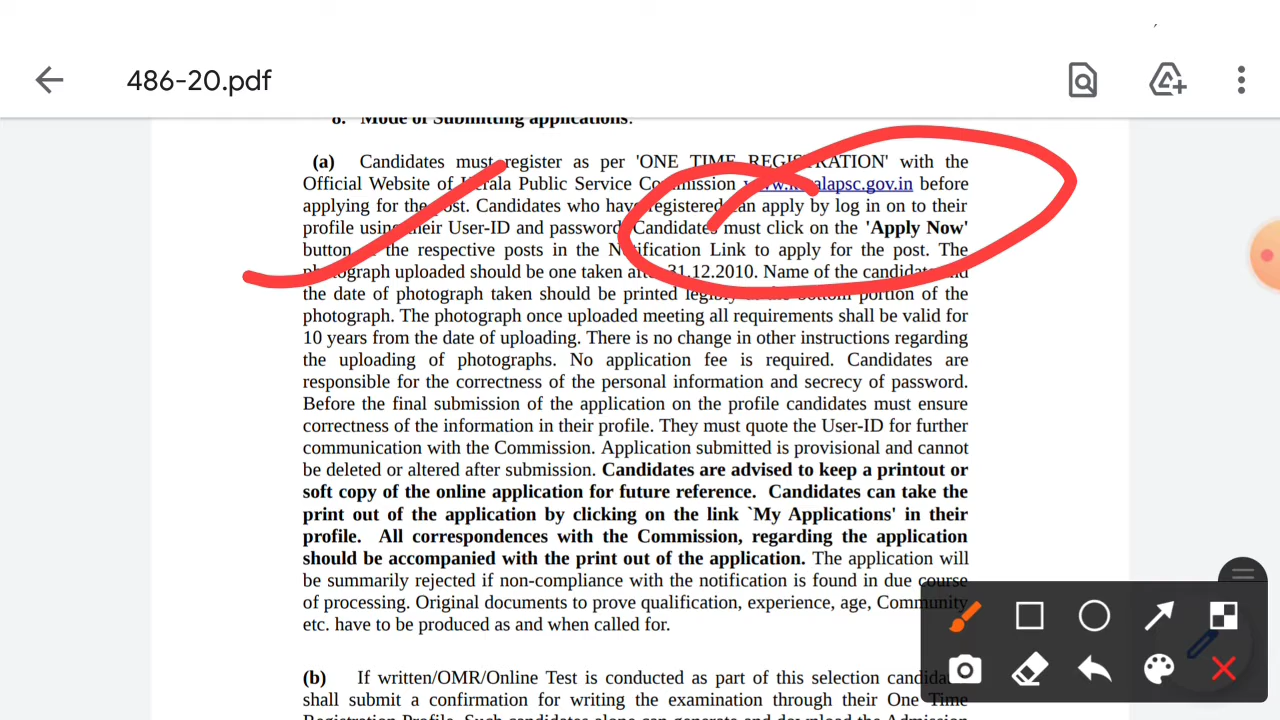 486-20.pdf
8. Mode of Submitting applications:
(a) Candidates must register as per 'ONE TIME REGISTRATION' with the
Official Website of Kerala Public Service Commission www.keralapsc.gov.in before
applying for the post. Candidates who have registered can apply by log in on to their
profile using their User-ID and password. Candidates must click on the 'Apply Now'
button of the respective posts in the Notification Link to apply for the post. The
photograph uploaded should be one taken after 31.12.2010. Name of the candidate and
the date of photograph taken should be printed legibly at the bottom portion of the
photograph. The photograph once uploaded meeting all requirements shall be valid for
10 years from the date of uploading. There is no change in other instructions regarding
the uploading of photographs. No application fee is required. Candidates are
responsible for the correctness of the personal information and secrecy of password.
Before the final submission of the application on the profile candidates must ensure
correctness of the information in their profile. They must quote the User-ID for further
communication with the Commission. Application submitted is provisional and cannot
be deleted or altered after submission. Candidates are advised to keep a printout or
soft copy of the online application for future reference. Candidates can take the
print out of the application by clicking on the link `My Applications' in their
profile. All correspondences with the Commission, regarding the application
should be accompanied with the print out of the application. The application will
be summarily rejected if non-compliance with the notification is found in due course
of processing. Original documents to prove qualification, experience, age, Community
etc. have to be produced as and when called for.
(b) If written/OMR/Online Test is conducted as part of this selection
shall submit a confirmation for writing the examination through their One Time
Registration Profile. Such candidates alone can generate and download the Admission